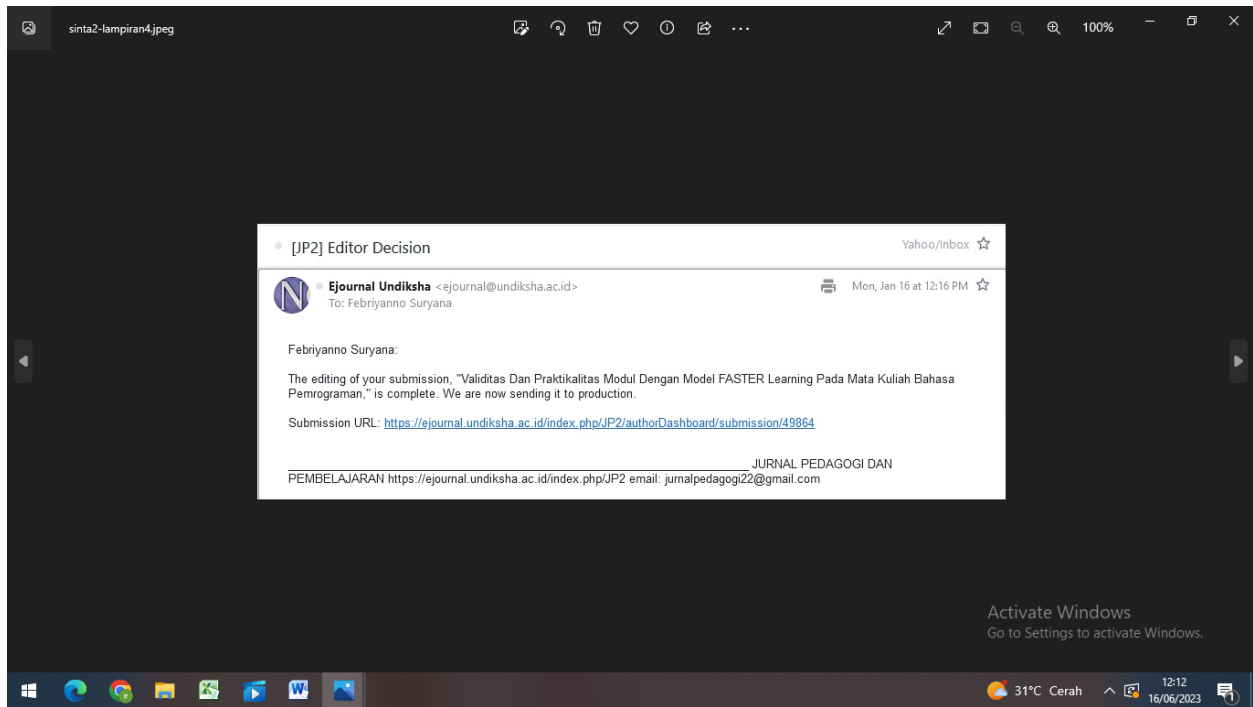 sinta2-lampiran4.jpeg
100%
[JP2] Editor Decision
Yahoo/Inbox
Ejournal Undiksha <ejournal@undiksha.ac.id>
Mon, Jan 16 at 12:16 PM
To: Febriyanno Suryana
Febriyanno Suryana:
The editing of your submission, "Validitas Dan Praktikalitas Modul Dengan Model FASTER Learning Pada Mata Kuliah Bahasa
Pemrograman," is complete. We are now sending it to production.
Submission URL: https://ejournal.undiksha.ac.id/index.php/JP2/authorDashboard/submission/49864
JURNAL PEDAGOGI DAN
PEMBELAJARAN https://ejournal.undiksha.ac.id/index.php/JP2 email: jurnalpedagogi22@gmail.com
Activate Windows
Go to Settings to activate Windows.
31°C Cerah
12:12
16/06/2023